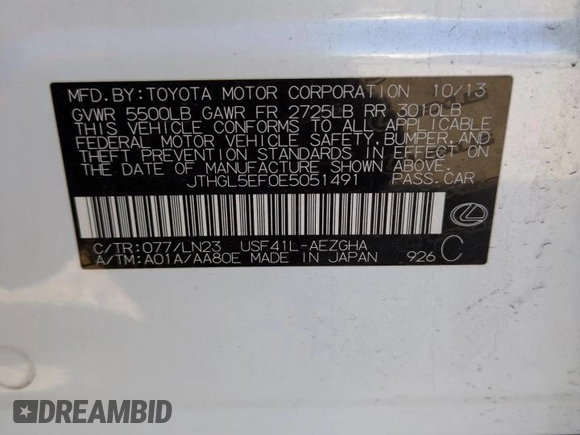 MFD.BY:TOYOTA MOTOR CORPORATION 10/13
GVWR 5500LB GAWR FR 2725LB RR 3010LB
THIS VEHICLE CONFORMS TO ALL APPLICABLE
FEDERAL MOTOR VEHICLE SAFETY,BUMPER,AND
THEFT PREVENTION STANDARDS IN EFFECT ON
THE DATE OF MANUFACTURE SHOWN ABOVE.
JTHGL5EF0E5051491 PASS.CAR
C/TR:077/LN23 USF41L-AEZGHA
A/TM:A01A/AA80E MADE IN JAPAN 926 C
DREAMBID